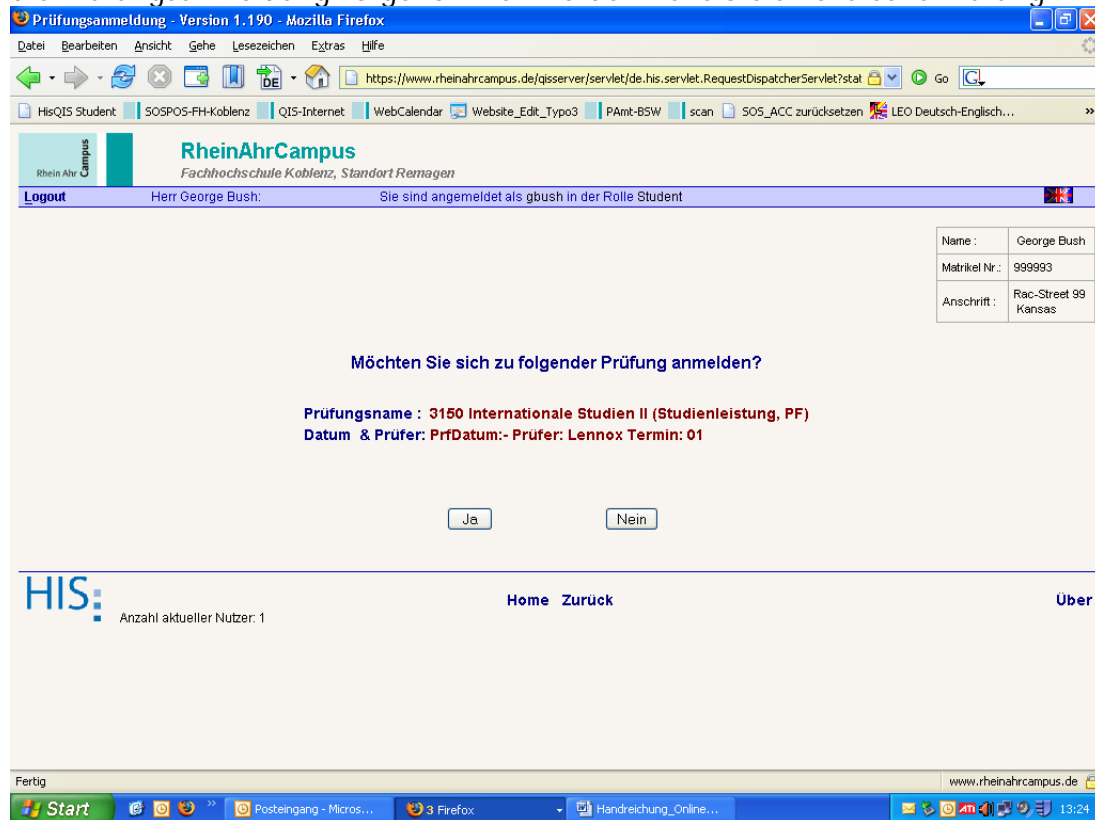 Prüfungsanmeldung - Version 1.190 - Mozilla Firefox
Datei Bearbeiten Ansicht Gehe Lesezeichen Extras Hilfe
https://www.rheinahrcampus.de/qisserver/servlet/de.his.servlet.RequestDispatcherServlet?stat Go
HisQIS Student SOSPOS-FH-Koblenz QIS-Internet WebCalendar Website_Edit_Typo3 PAmt-BSW scan SOS_ACC zurücksetzen LEO Deutsch-Englisch... »
Rhein Ahr Campus
RheinAhrCampus
Fachhochschule Koblenz, Standort Remagen
Logout Herr George Bush: Sie sind angemeldet als gbush in der Rolle Student
Name : George Bush
Matrikel Nr.: 999993
Anschrift : Rac-Street 99
Kansas
Möchten Sie sich zu folgender Prüfung anmelden?
Prüfungsname : 3150 Internationale Studien II (Studienleistung, PF)
Datum & Prüfer: PrfDatum:- Prüfer: Lennox Termin: 01
Ja Nein
HIS:
Anzahl aktueller Nutzer: 1
Home Zurück
Über
Fertig www.rheinahrcampus.de
Start » Posteingang - Micros... 3 Firefox Handreichung_Online... 13:24